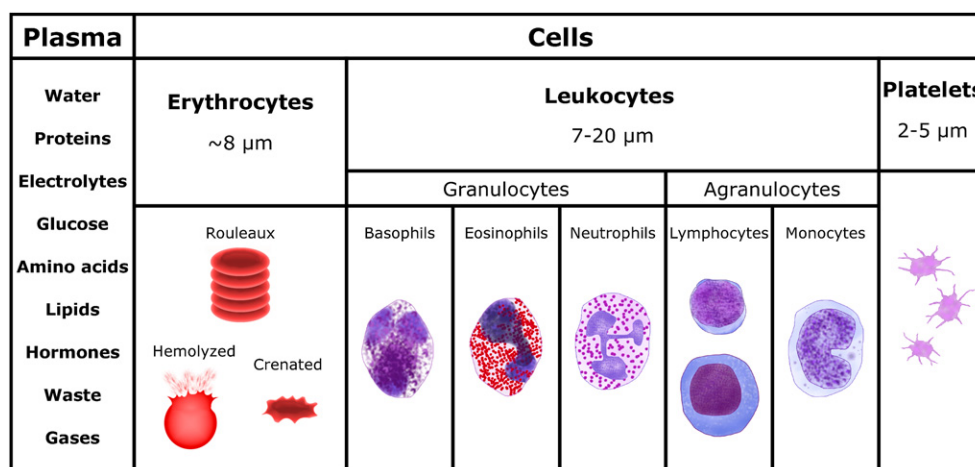 Plasma
Cells
Water
Proteins
Electrolytes
Glucose
Amino acids
Lipids
Hormones
Waste
Gases
Erythrocytes
~8 µm
Leukocytes
7-20 µm
Platelets
2-5 µm
Granulocytes
Agranulocytes
Rouleaux
Hemolyzed
Crenated
Basophils
Eosinophils
Neutrophils
Lymphocytes
Monocytes